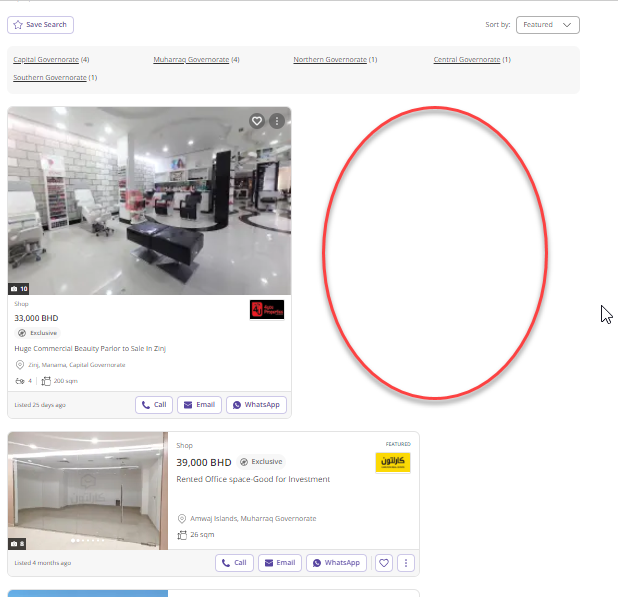 Save Search
Sort by: Featured
Capital Governorate (4) Muharraq Governorate (4) Northern Governorate (1) Central Governorate (1)
Southern Governorate (1)
10
Shop
33,000 BHD
Exclusive
Huge Commercial Beauity Parlor to Sale In Zinj
Zinj, Manama, Capital Governorate
4 | 200 sqm
Listed 25 days ago Call Email WhatsApp
Shop FEATURED
39,000 BHD Exclusive
كارلتون
Rented Office space-Good for Investment
Amwaj Islands, Muharraq Governorate
26 sqm
8
Listed 4 months ago Call Email WhatsApp